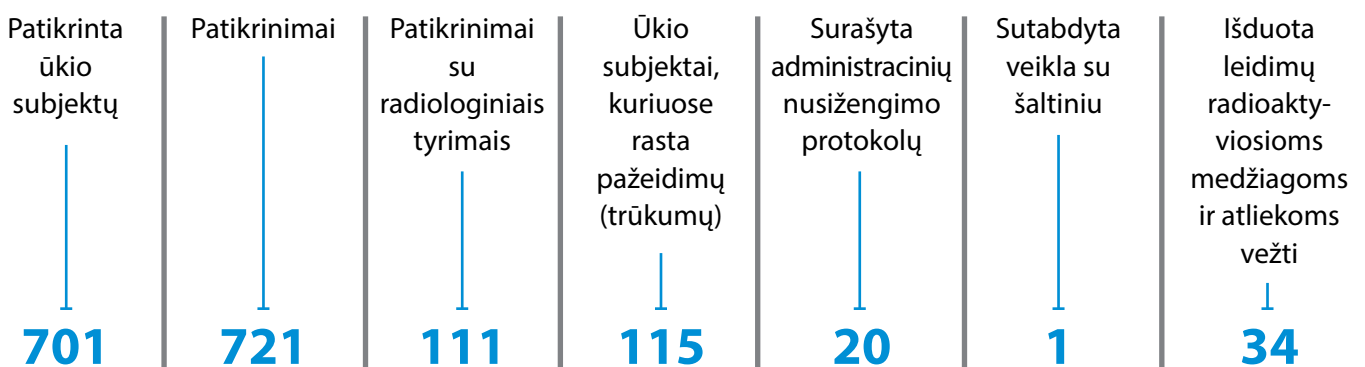 Patikrinta
ūkio
subjektų
701
Patikrinimai
721
Patikrinimai
su
radiologiniais
tyrimais
111
Ūkio
subjektai,
kuriuose
rasta
pažeidimų
(trūkumų)
115
Surašyta
administracinių
nusižengimo
protokolų
20
Sutabdyta
veikla su
šaltiniu
1
Išduota
leidimų
radioakty-
viosioms
medžiagoms
ir atliekoms
vežti
34